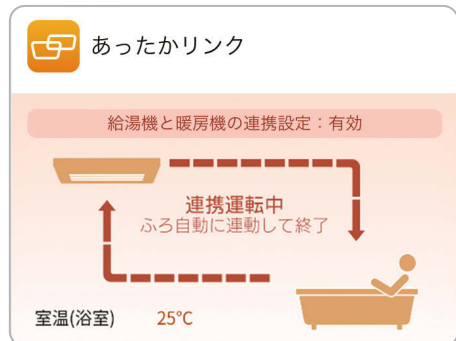 あったかリンク
給湯機と暖房機の連携設定：有効
連携運転中
ふろ自動に連動して終了
室温(浴室) 25℃